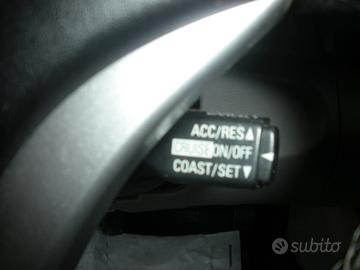 ACC/RES▲
CRUISE ON/OFF
COAST/SET▼
subito